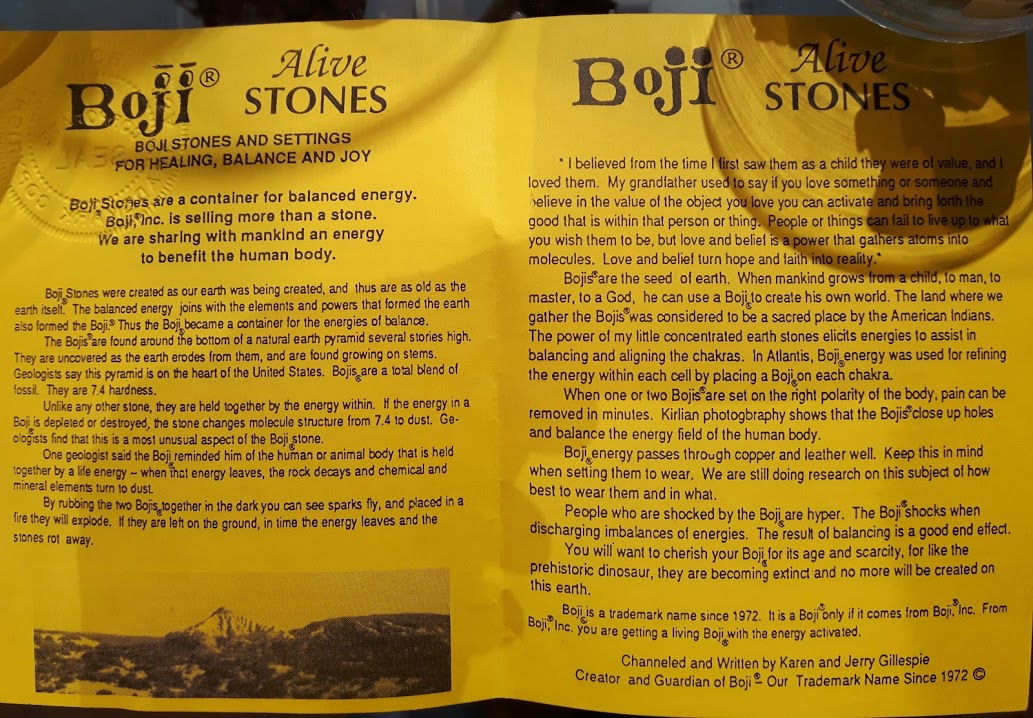 Boji® Alive
STONES
BOJI STONES AND SETTINGS
FOR HEALING, BALANCE AND JOY
Boji® Stones are a container for balanced energy.
Boji,® Inc. is selling more than a stone.
We are sharing with mankind an energy
to benefit the human body.
Boji® Stones were created as our earth was being created, and thus are as old as the
earth itself. The balanced energy joins with the elements and powers that formed the earth
also formed the Boji.® Thus the Boji® became a container for the energies of balance.
The Bojis® are found around the bottom of a natural earth pyramid several stories high.
They are uncovered as the earth erodes from them, and are found growing on stems.
Geologists say this pyramid is on the heart of the United States. Bojis® are a total blend of
fossil. They are 7.4 hardness.
Unlike any other stone, they are held together by the energy within. If the energy in a
Boji® is depleted or destroyed, the stone changes molecule structure from 7.4 to dust. Ge-
ologists find that this is a most unusual aspect of the Boji® stone.
One geologist said the Boji® reminded him of the human or animal body that is held
together by a life energy – when that energy leaves, the rock decays and chemical and
mineral elements turn to dust.
By rubbing the two Bojis® together in the dark you can see sparks fly, and placed in a
fire they will explode. If they are left on the ground, in time the energy leaves and the
stones rot away.
Boji® Alive
STONES
" I believed from the time I first saw them as a child they were of value, and I
loved them. My grandfather used to say if you love something or someone and
believe in the value of the object you love you can activate and bring forth the
good that is within that person or thing. People or things can fail to live up to what
you wish them to be, but love and belief is a power that gathers atoms into
molecules. Love and belief turn hope and faith into reality."
Bojis® are the seed of earth. When mankind grows from a child, to man, to
master, to a God, he can use a Boji® to create his own world. The land where we
gather the Bojis® was considered to be a sacred place by the American Indians.
The power of my little concentrated earth stones elicits energies to assist in
balancing and aligning the chakras. In Atlantis, Boji® energy was used for refining
the energy within each cell by placing a Boji® on each chakra.
When one or two Bojis® are set on the right polarity of the body, pain can be
removed in minutes. Kirlian photogbraphy shows that the Bojis® close up holes
and balance the energy field of the human body.
Boji® energy passes through copper and leather well. Keep this in mind
when setting them to wear. We are still doing research on this subject of how
best to wear them and in what.
People who are shocked by the Boji® are hyper. The Boji® shocks when
discharging imbalances of energies. The result of balancing is a good end effect.
You will want to cherish your Boji® for its age and scarcity, for like the
prehistoric dinosaur, they are becoming extinct and no more will be created on
this earth.
Boji® is a trademark name since 1972. It is a Boji® only if it comes from Boji,® Inc. From
Boji,® Inc. you are getting a living Boji® with the energy activated.
Channeled and Written by Karen and Jerry Gillespie
Creator and Guardian of Boji® – Our Trademark Name Since 1972 ©